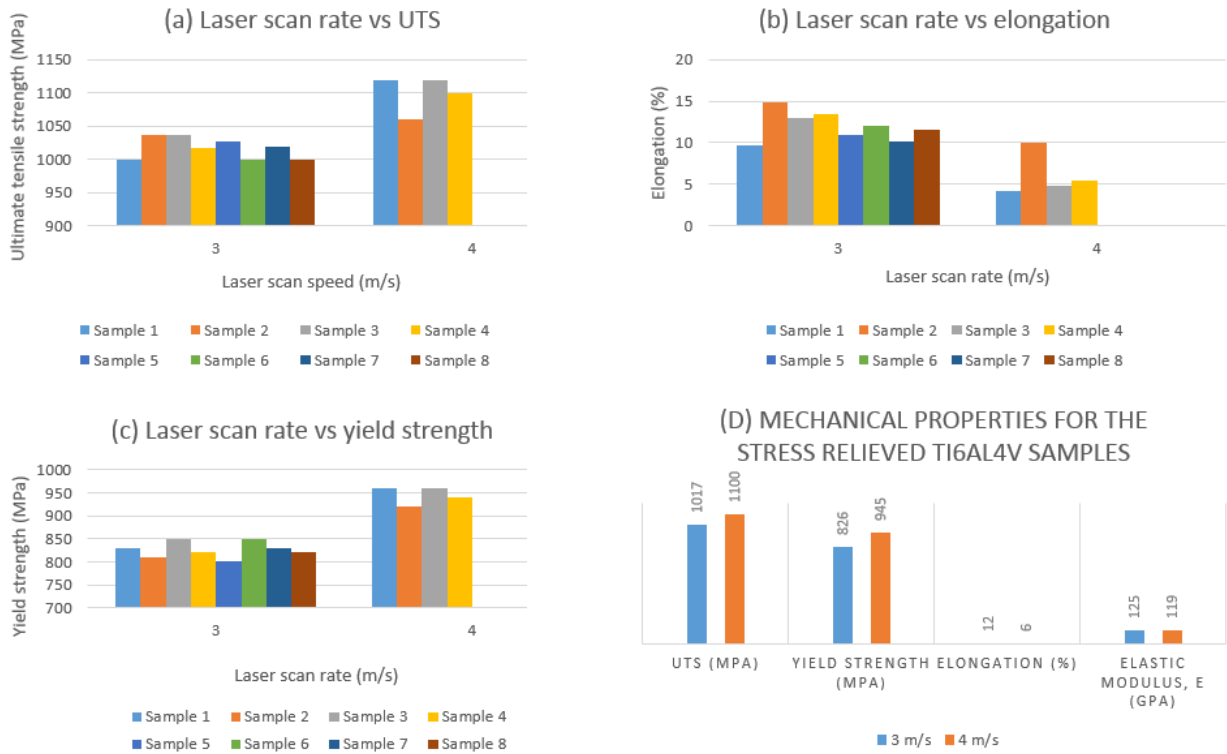 (a) Laser scan rate vs UTS
Ultimate tensile strength (MPa)
1150
1100
1050
1000
950
900
3
4
Laser scan speed (m/s)
Sample 1 Sample 2 Sample 3 Sample 4
Sample 5 Sample 6 Sample 7 Sample 8
(b) Laser scan rate vs elongation
Elongation (%)
20
15
10
5
0
3
4
Laser scan rate (m/s)
Sample 1 Sample 2 Sample 3 Sample 4
Sample 5 Sample 6 Sample 7 Sample 8
(c) Laser scan rate vs yield strength
Yield strength (MPa)
1000
950
900
850
800
750
700
3
4
Laser scan rate (m/s)
Sample 1 Sample 2 Sample 3 Sample 4
Sample 5 Sample 6 Sample 7 Sample 8
(D) MECHANICAL PROPERTIES FOR THE
STRESS RELIEVED TI6AL4V SAMPLES
1017
1100
826
945
12
6
125
119
UTS (MPA)
YIELD STRENGTH
(MPA)
ELONGATION (%)
ELASTIC
MODULUS, E
(GPA)
3 m/s 4 m/s